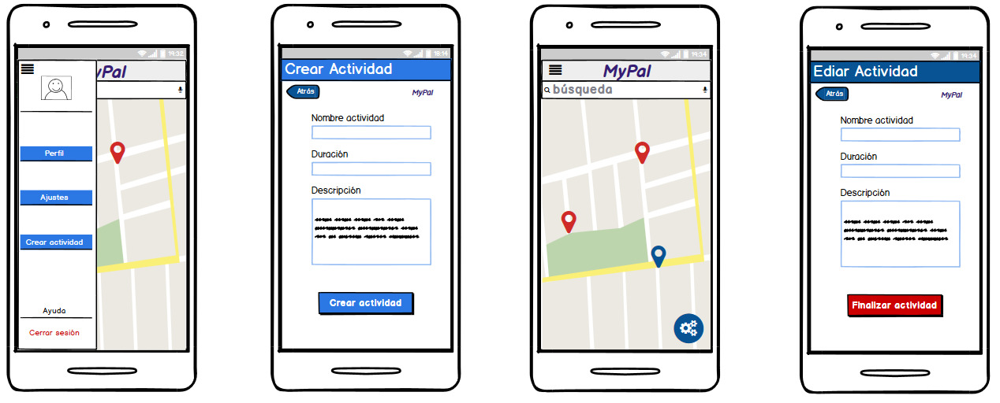 19:32
yPal
Perfil
Ajustes
Crear actividad
Ayuda
Cerrar sesión
18:14
Crear Actividad
Atrás
MyPal
Nombre actividad
Duración
Descripción
Crear actividad
19:34
MyPal
búsqueda
19:34
Ediar Actividad
Atrás
MyPal
Nombre actividad
Duración
Descripción
Finalizar actividad